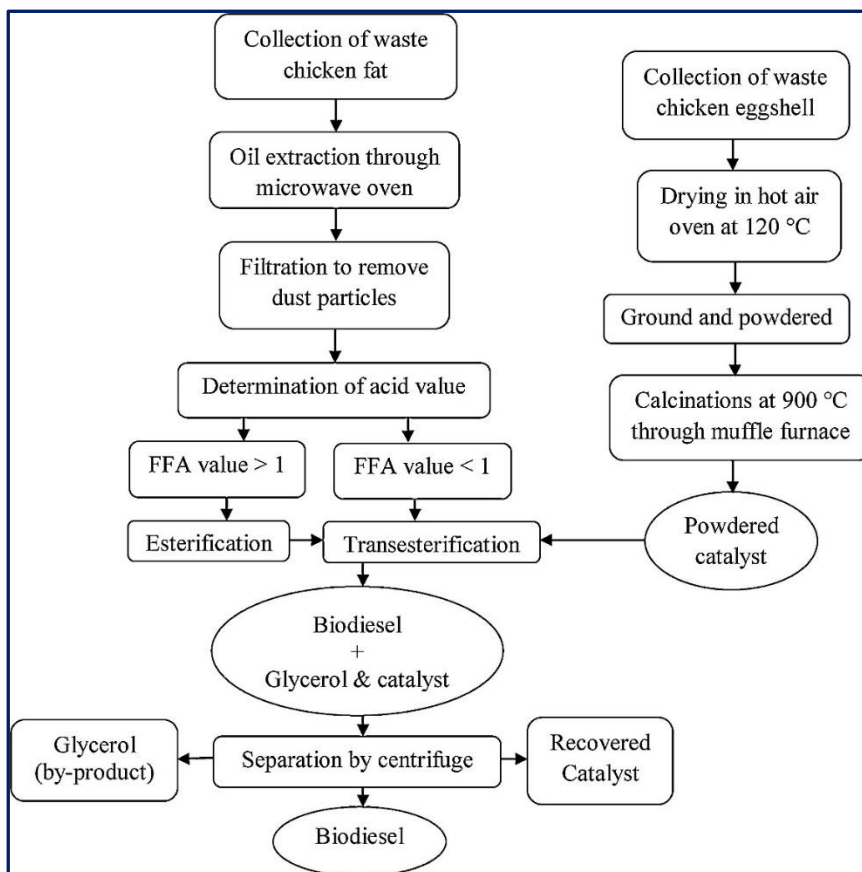 Collection of waste
chicken fat
Oil extraction through
microwave oven
Filtration to remove
dust particles
Determination of acid value
FFA value > 1
FFA value < 1
Esterification
Transesterification
Collection of waste
chicken eggshell
Drying in hot air
oven at 120 °C
Ground and powdered
Calcinations at 900 °C
through muffle furnace
Powdered
catalyst
Biodiesel
+
Glycerol & catalyst
Glycerol
(by-product)
Separation by centrifuge
Recovered
Catalyst
Biodiesel